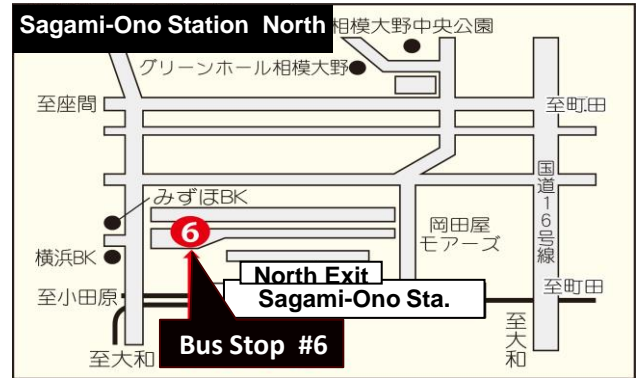 Sagami-Ono Station North
相模大野中央公園
グリーンホール相模大野
至座間
至町田
国道16号線
みずほBK
6
岡田屋
モアーズ
横浜BK
North Exit
Sagami-Ono Sta.
至小田原
至町田
Bus Stop #6
至大和
至大和